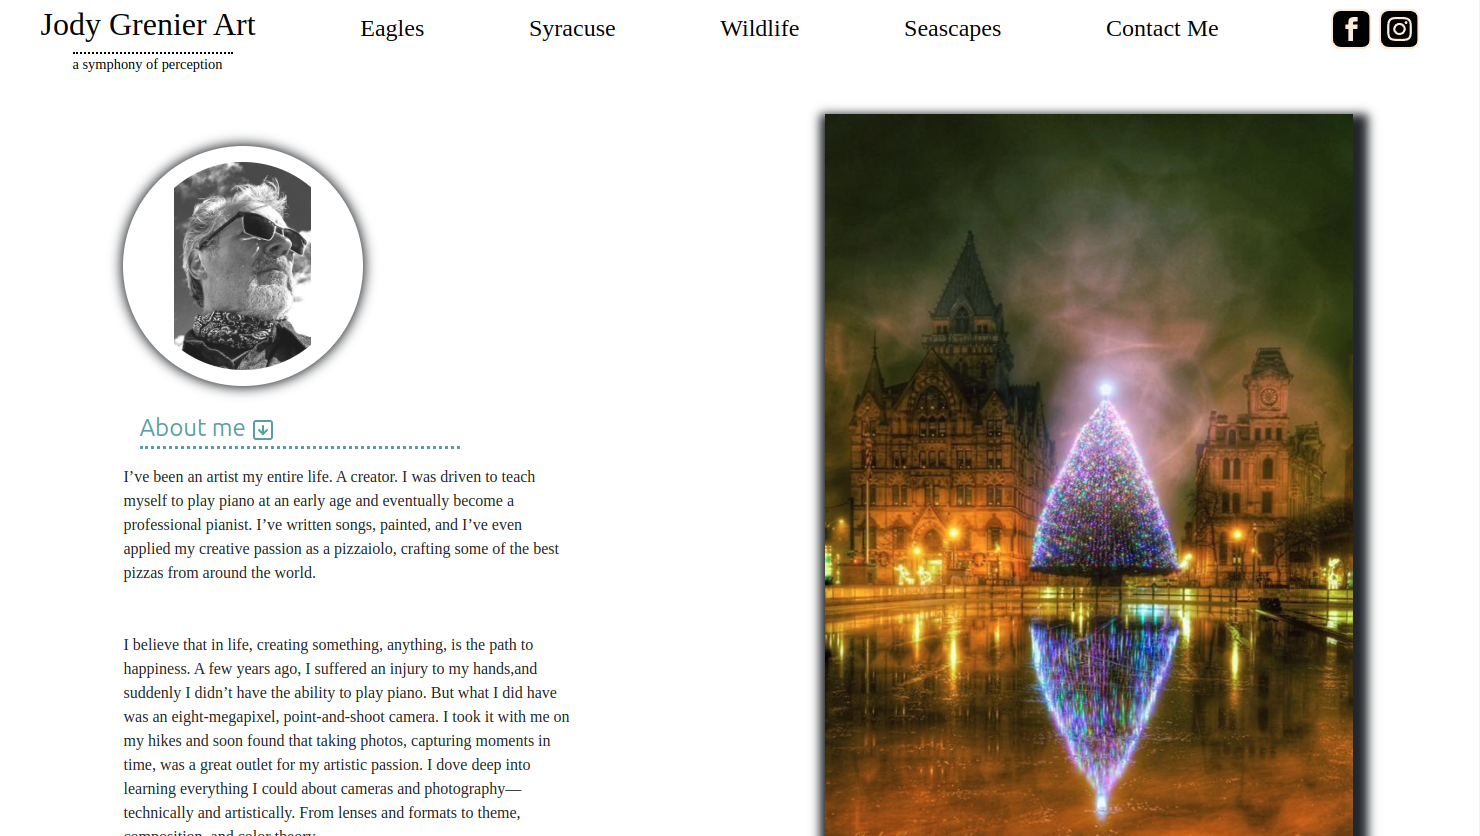 Jody Grenier Art
a symphony of perception
Eagles
Syracuse
Wildlife
Seascapes
Contact Me
About me
I’ve been an artist my entire life. A creator. I was driven to teach
myself to play piano at an early age and eventually become a
professional pianist. I’ve written songs, painted, and I’ve even
applied my creative passion as a pizzaiolo, crafting some of the best
pizzas from around the world.
I believe that in life, creating something, anything, is the path to
happiness. A few years ago, I suffered an injury to my hands,and
suddenly I didn’t have the ability to play piano. But what I did have
was an eight-megapixel, point-and-shoot camera. I took it with me on
my hikes and soon found that taking photos, capturing moments in
time, was a great outlet for my artistic passion. I dove deep into
learning everything I could about cameras and photography—
technically and artistically. From lenses and formats to theme,
composition, and color theory